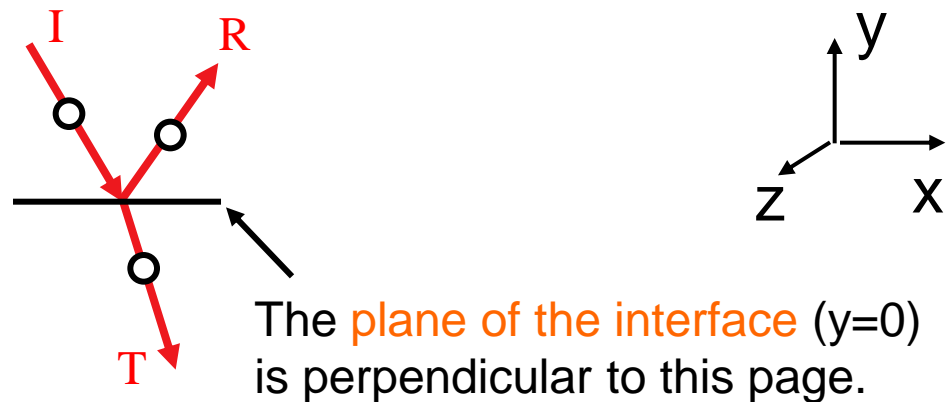 I
R
y
z
x
The plane of the interface (y=0)
is perpendicular to this page.
T